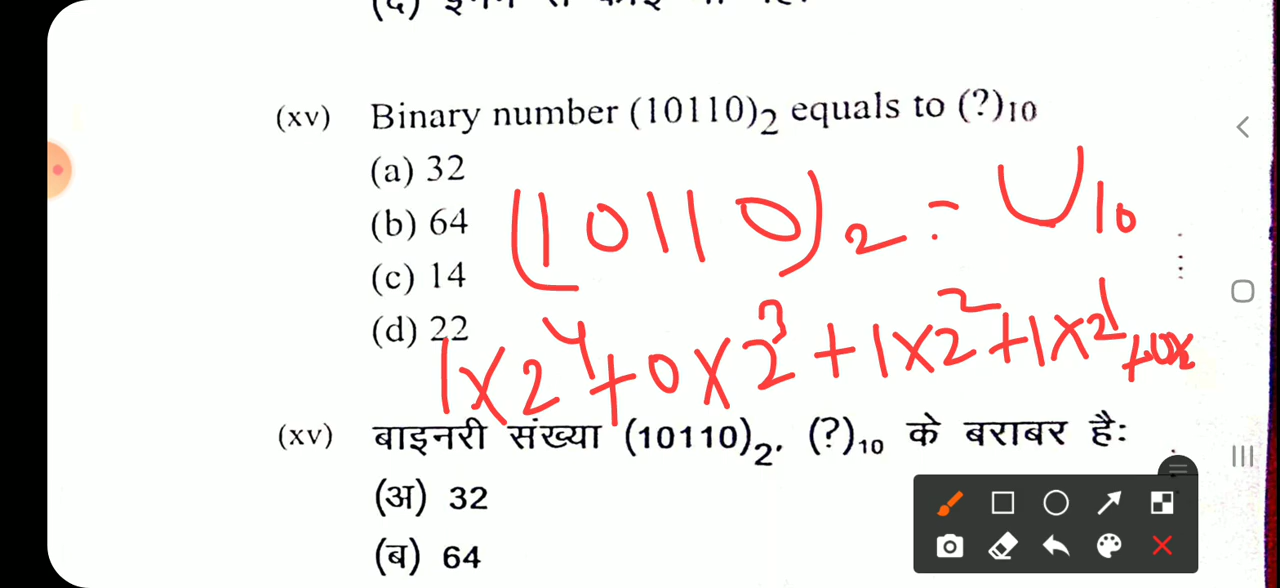 (xv) Binary number (10110)₂ equals to (?)₁₀
(a) 32
(b) 64
(10110)₂ = ()₁₀
(c) 14
(d) 22
1×2⁴+0×2³+1×2²+1×2¹+0×
(xv) बाइनरी संख्या (10110)₂, (?)₁₀ के बराबर है:
(अ) 32
(ब) 64